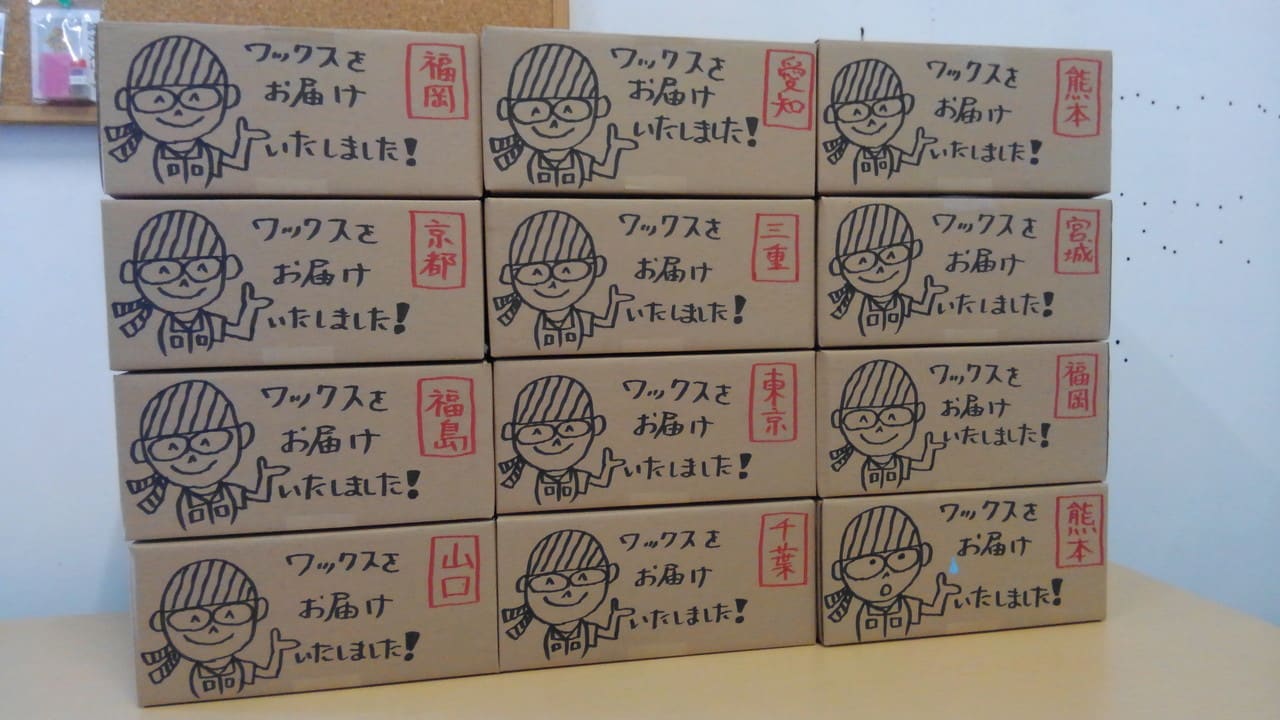 ワックスを
お届け
いたしました!
福岡
ワックスを
お届け
いたしました!
愛知
ワックスを
お届け
いたしました!
熊本
ワックスを
お届け
いたしました!
京都
ワックスを
お届け
いたしました!
三重
ワックスを
お届け
いたしました!
宮城
ワックスを
お届け
いたしました!
福島
ワックスを
お届け
いたしました!
東京
ワックスを
お届け
いたしました!
福岡
ワックスを
お届け
いたしました!
山口
ワックスを
お届け
いたしました!
千葉
ワックスを
お届け
いたしました!
熊本